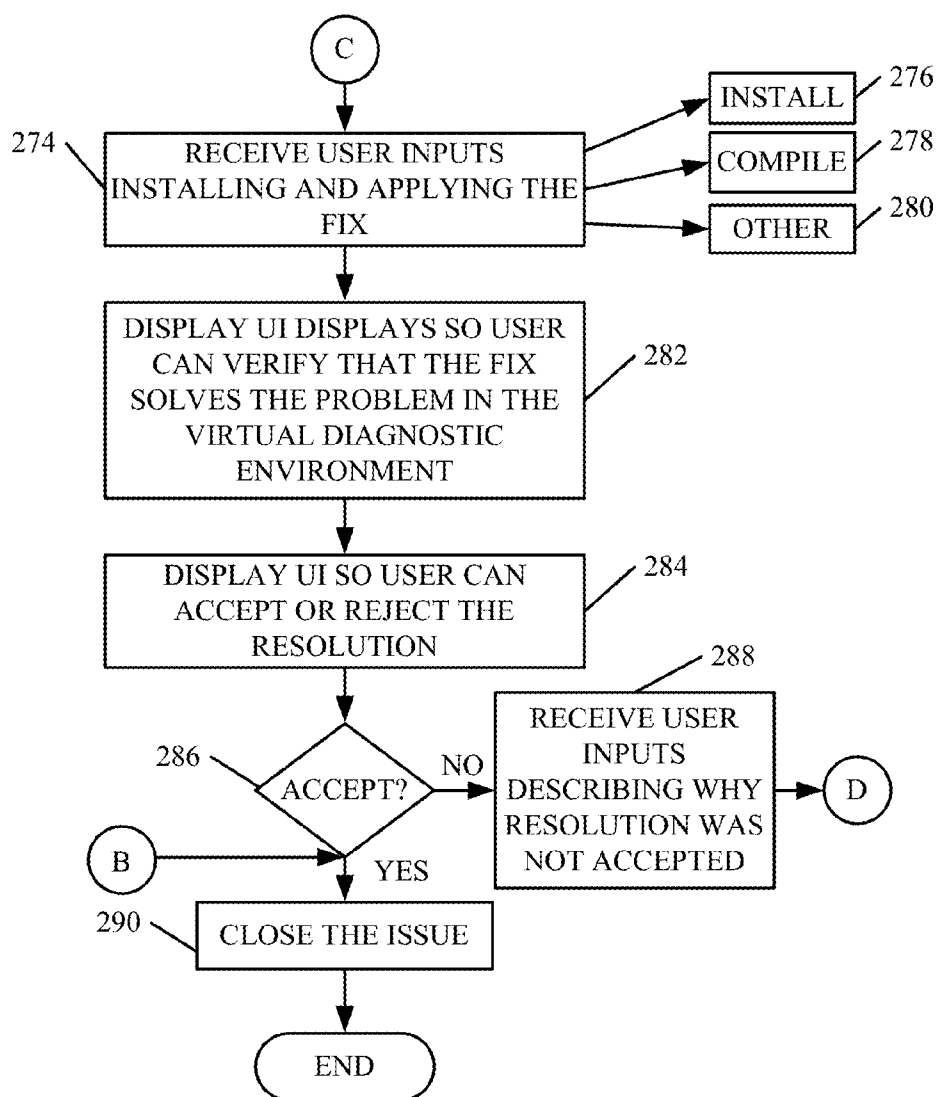 C
276
INSTALL
274
RECEIVE USER INPUTS
INSTALLING AND APPLYING THE
FIX
278
COMPILE
280
OTHER
DISPLAY UI DISPLAYS SO USER
CAN VERIFY THAT THE FIX
SOLVES THE PROBLEM IN THE
VIRTUAL DIAGNOSTIC
ENVIRONMENT
282
DISPLAY UI SO USER CAN
ACCEPT OR REJECT THE
RESOLUTION
284
286
ACCEPT?
NO
288
RECEIVE USER
INPUTS
DESCRIBING WHY
RESOLUTION WAS
NOT ACCEPTED
D
B
YES
290
CLOSE THE ISSUE
END